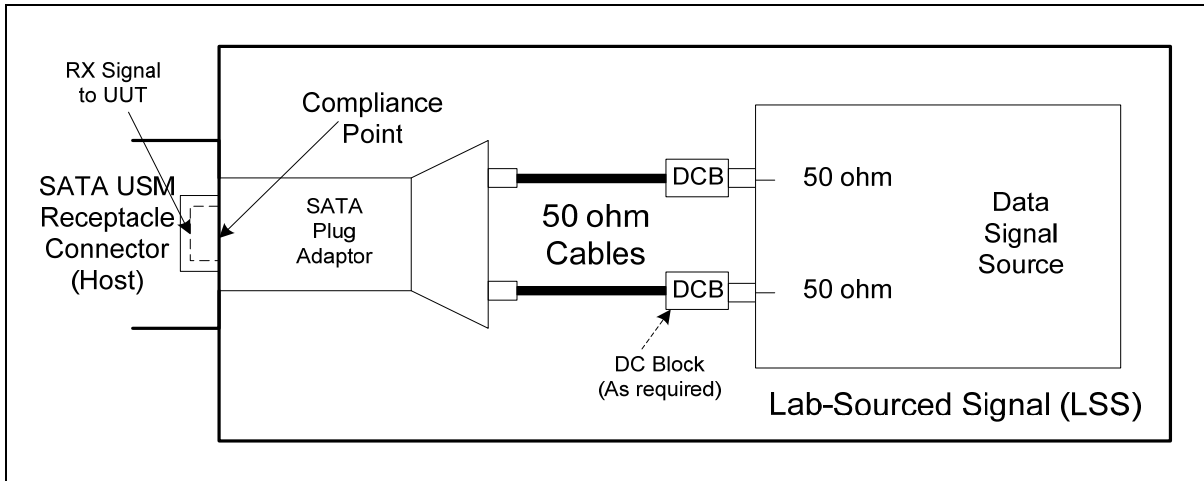 RX Signal
to UUT
Compliance
Point
SATA USM
Receptacle
Connector
(Host)
SATA
Plug
Adaptor
50 ohm
Cables
DCB
DCB
DC Block
(As required)
50 ohm
50 ohm
Data
Signal
Source
Lab-Sourced Signal (LSS)